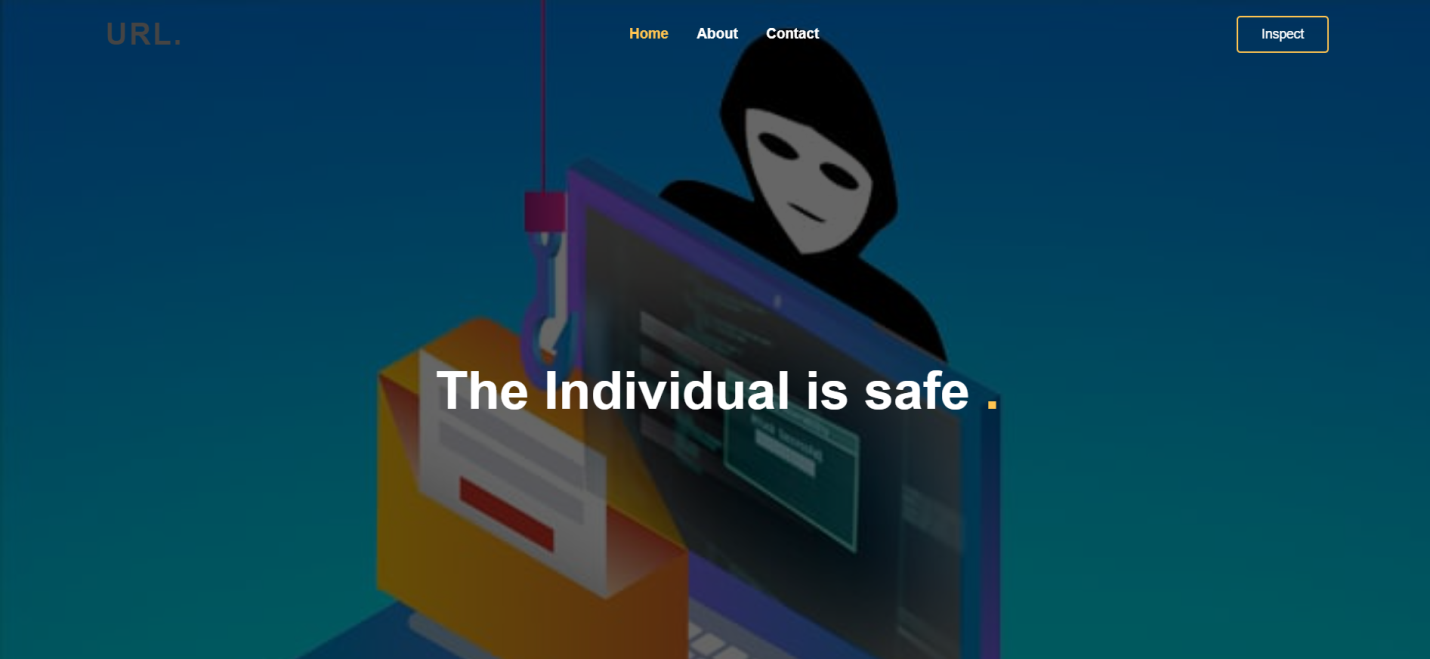 URL.
Home About Contact
Inspect
The Individual is safe .